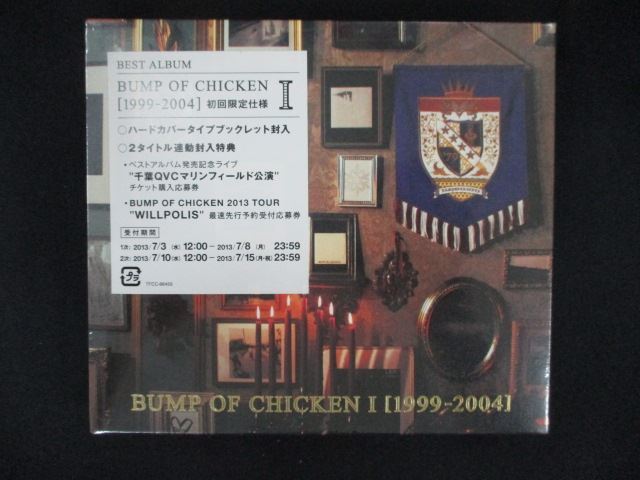 BEST ALBUM
BUMP OF CHICKEN
[1999-2004] 初回限定仕様 I
○ハードカバータイプブックレット封入
○2タイトル連動封入特典
・ベストアルバム発売記念ライブ
"千葉QVCマリンフィールド公演"
チケット購入応募券
・BUMP OF CHICKEN 2013 TOUR
"WILLPOLIS" 最速先行予約受付応募券
受付期間
1次: 2013/7/3 (水) 12:00 - 2013/7/8 (月) 23:59
2次: 2013/7/10 (水) 12:00 - 2013/7/15 (月・祝) 23:59
プラ
BUMP OF CHICKEN I [1999-2004]